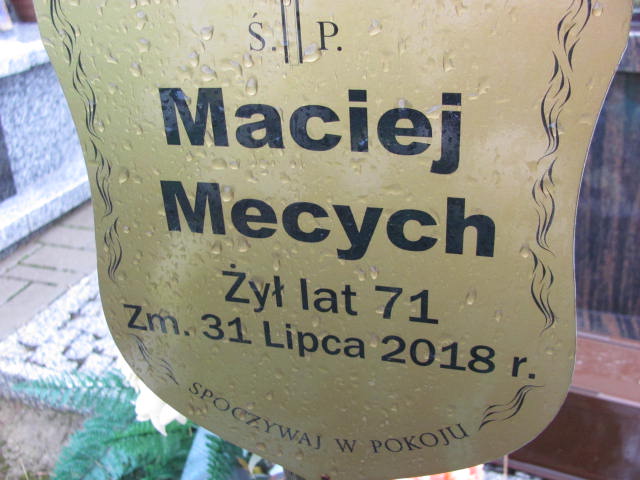 Ś. P.
Maciej
Mecych
Żył lat 71
Zm. 31 Lipca 2018 r.
SPOCZYWAJ W POKOJU